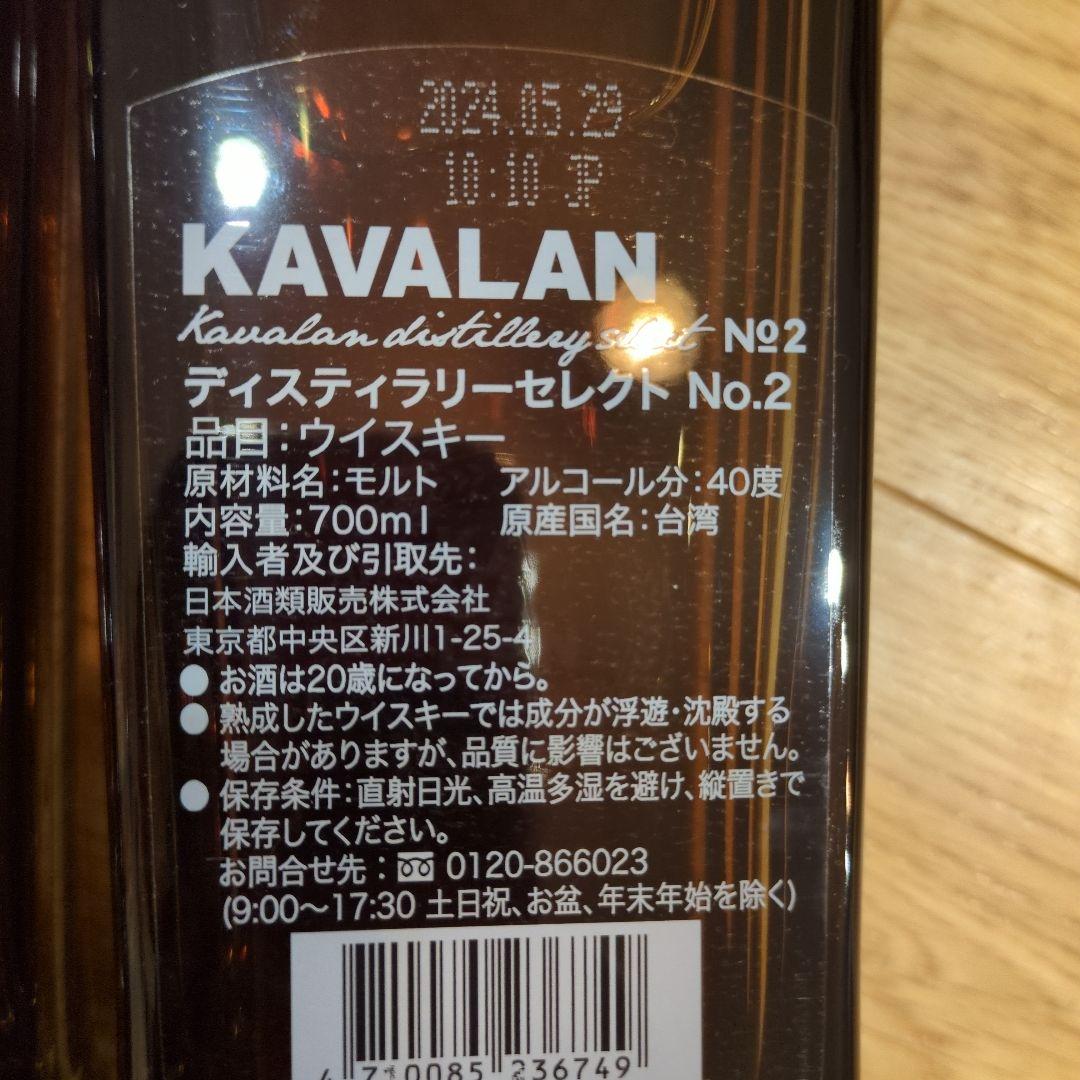 2024.05.29
10:10 JP
KAVALAN
Kavalan distillery select №2
ディスティラリーセレクト No.2
品目:ウイスキー
原材料名:モルト アルコール分:40度
内容量:700ml 原産国名:台湾
輸入者及び引取先:
日本酒類販売株式会社
東京都中央区新川1-25-4
● お酒は20歳になってから。
● 熟成したウイスキーでは成分が浮遊・沈殿する
場合がありますが、品質に影響はございません。
● 保存条件:直射日光、高温多湿を避け、縦置きで
保存してください。
お問合せ先: 0120-866023
(9:00〜17:30 土日祝、お盆、年末年始を除く)
4 710085 236749